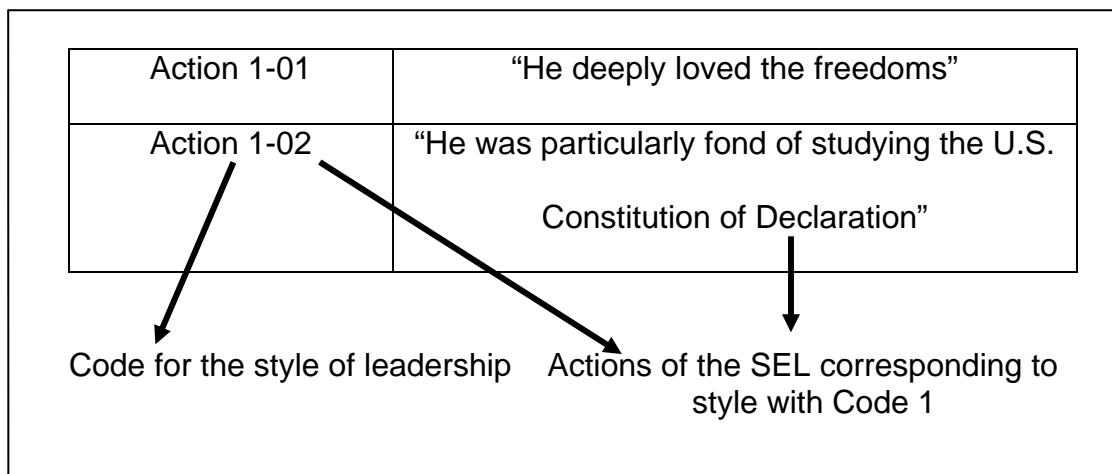 Action 1-01 “He deeply loved the freedoms”
Action 1-02 “He was particularly fond of studying the U.S.
Constitution of Declaration”
Code for the style of leadership
Actions of the SEL corresponding to
style with Code 1